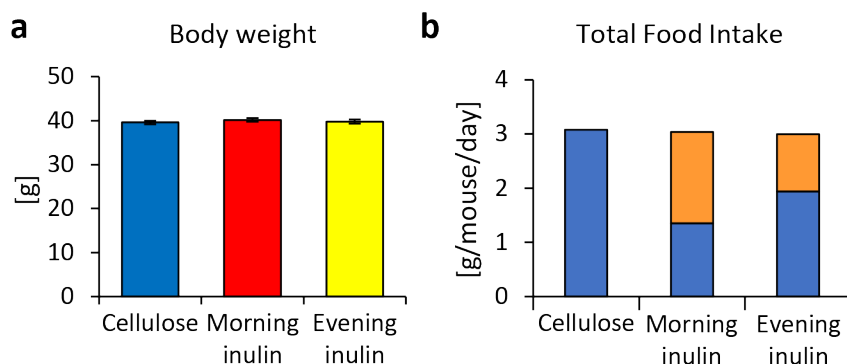 a
Body weight
[g]
50
40
30
20
10
0
Cellulose
Morning
inulin
Evening
inulin
b
Total Food Intake
[g/mouse/day]
4
3
2
1
0
Cellulose
Morning
inulin
Evening
inulin